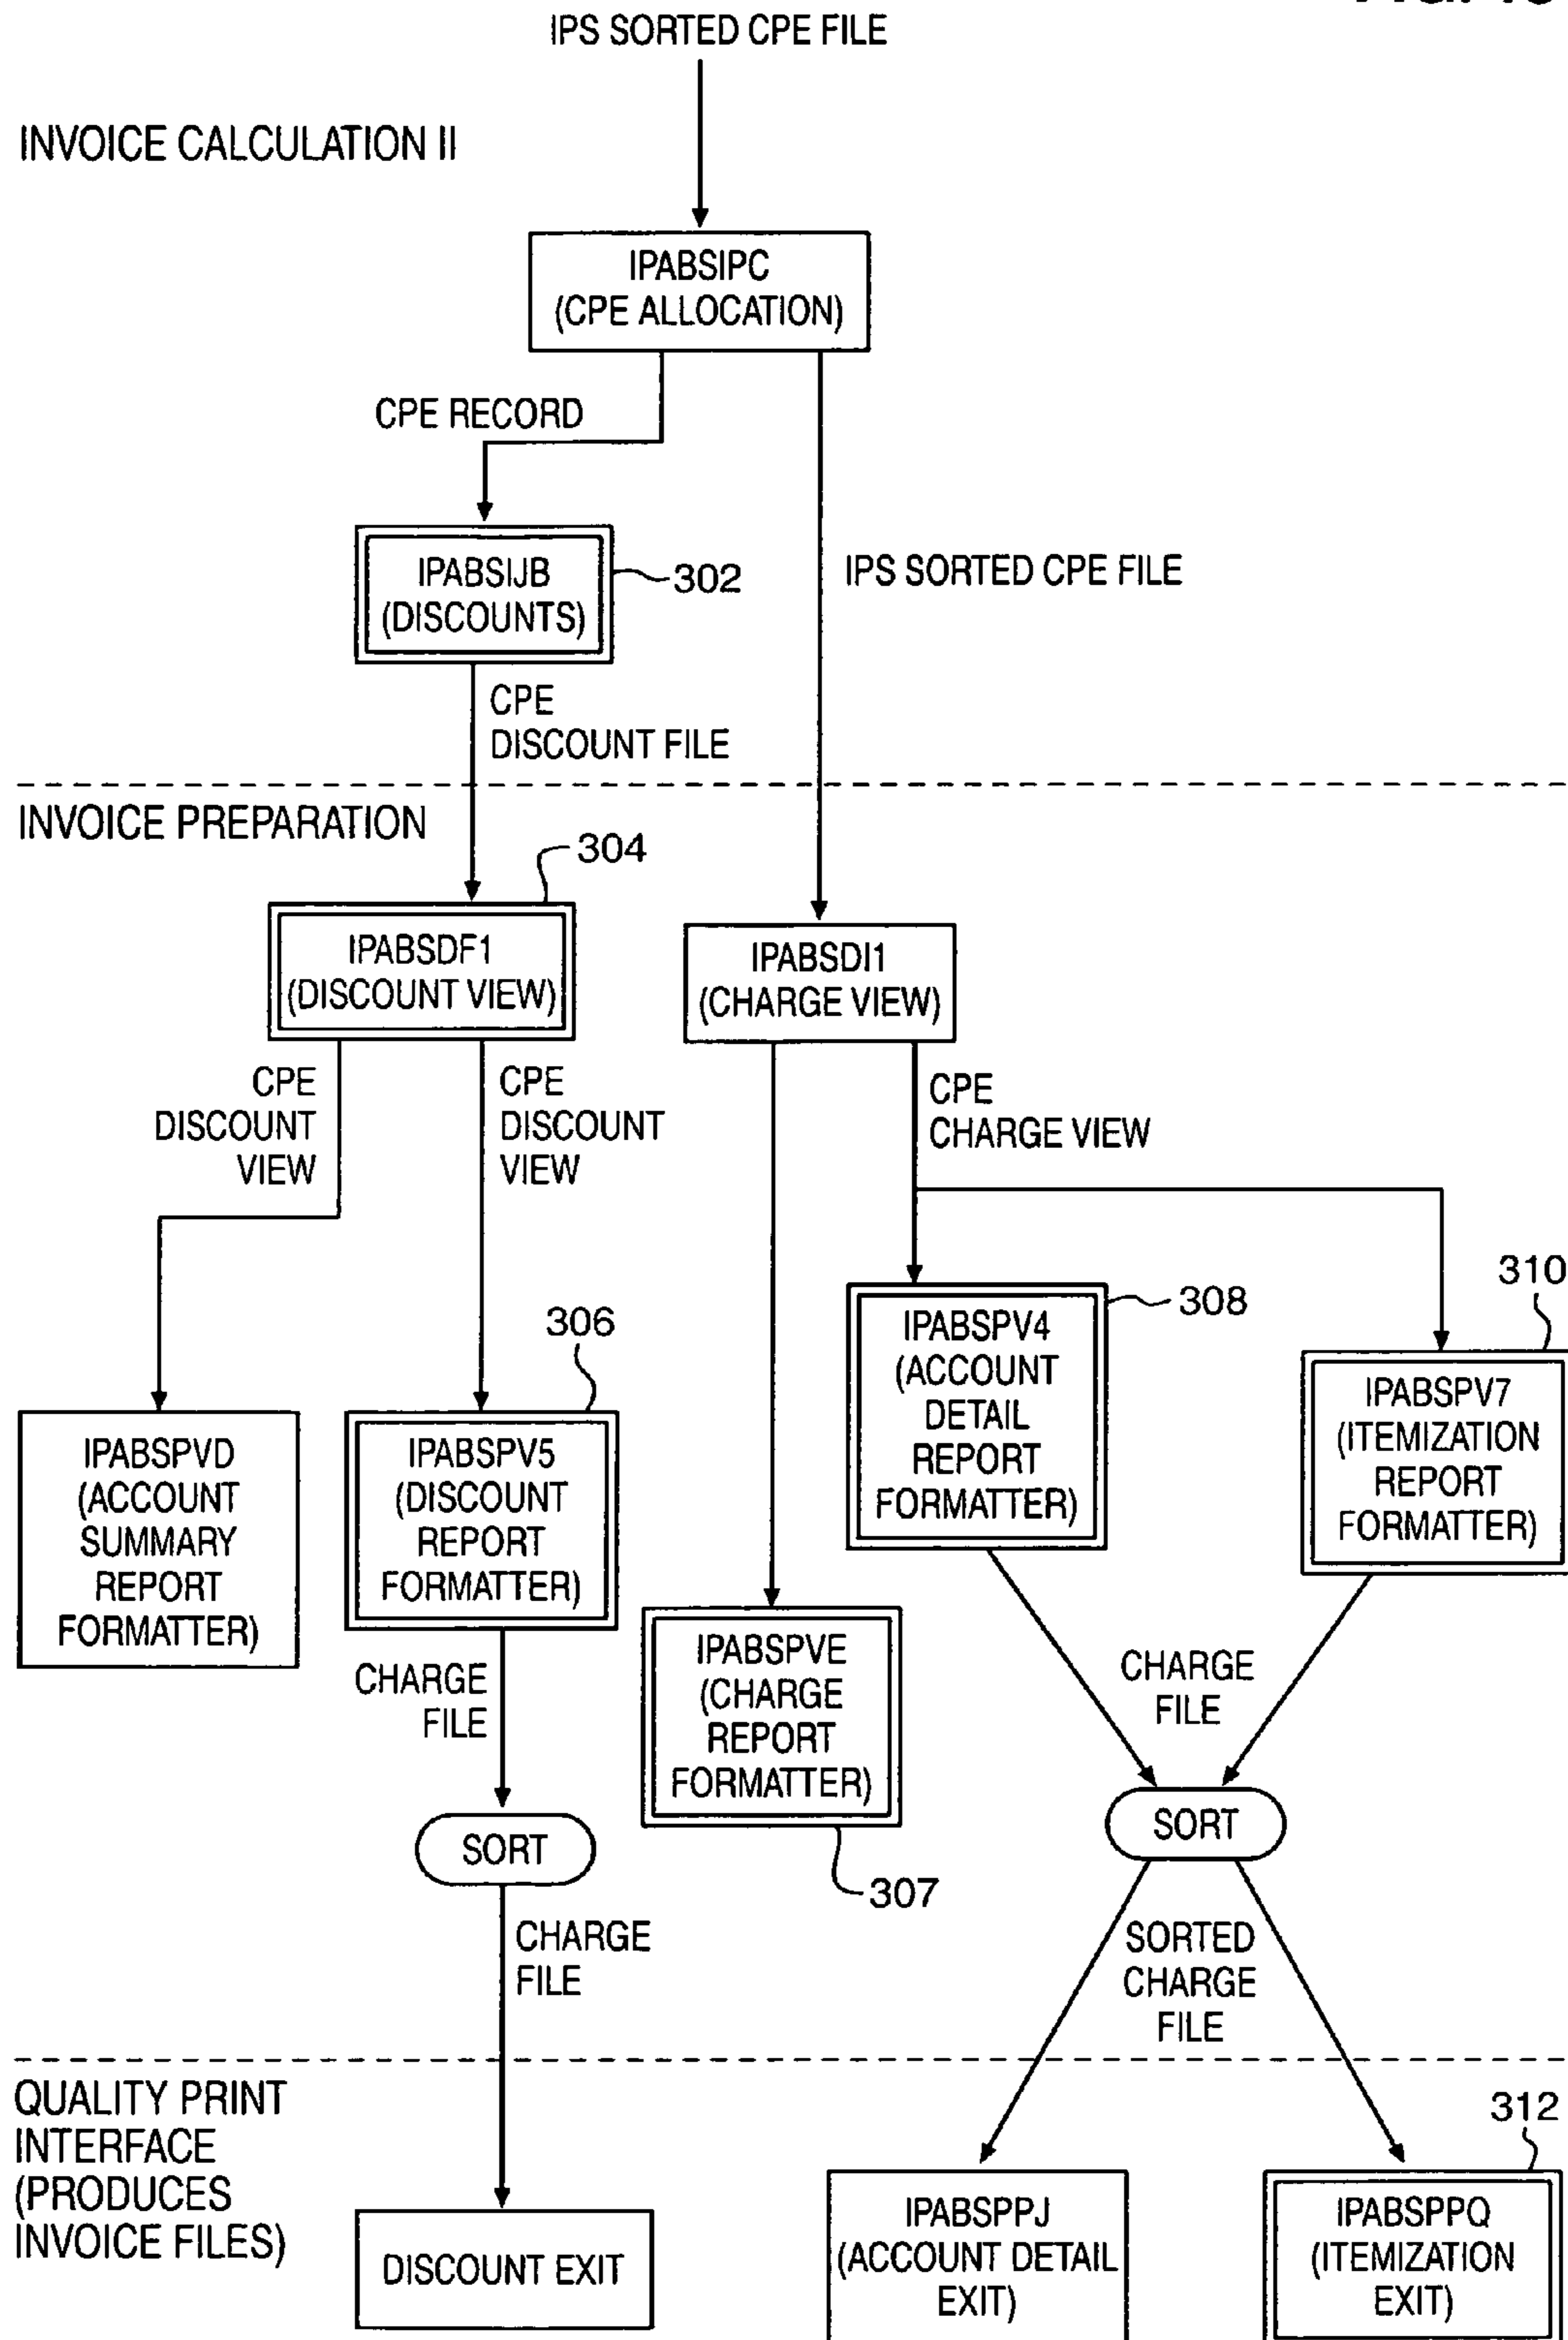 IPS SORTED CPE FILE
INVOICE CALCULATION II
IPABSIPC
(CPE ALLOCATION)
CPE RECORD
IPABSIJB
(DISCOUNTS)
302
IPS SORTED CPE FILE
CPE
DISCOUNT FILE
INVOICE PREPARATION
304
IPABSDF1
(DISCOUNT VIEW)
IPABSDI1
(CHARGE VIEW)
CPE
DISCOUNT
VIEW
CPE
DISCOUNT
VIEW
CPE
CHARGE VIEW
306
308
310
IPABSPVD
(ACCOUNT
SUMMARY
REPORT
FORMATTER)
IPABSPV5
(DISCOUNT
REPORT
FORMATTER)
IPABSPV4
(ACCOUNT
DETAIL
REPORT
FORMATTER)
IPABSPV7
(ITEMIZATION
REPORT
FORMATTER)
IPABSPVE
(CHARGE
REPORT
FORMATTER)
307
CHARGE
FILE
CHARGE
FILE
SORT
SORT
CHARGE
FILE
SORTED
CHARGE
FILE
QUALITY PRINT
INTERFACE
(PRODUCES
INVOICE FILES)
312
DISCOUNT EXIT
IPABSPPJ
(ACCOUNT DETAIL
EXIT)
IPABSPPQ
(ITEMIZATION
EXIT)